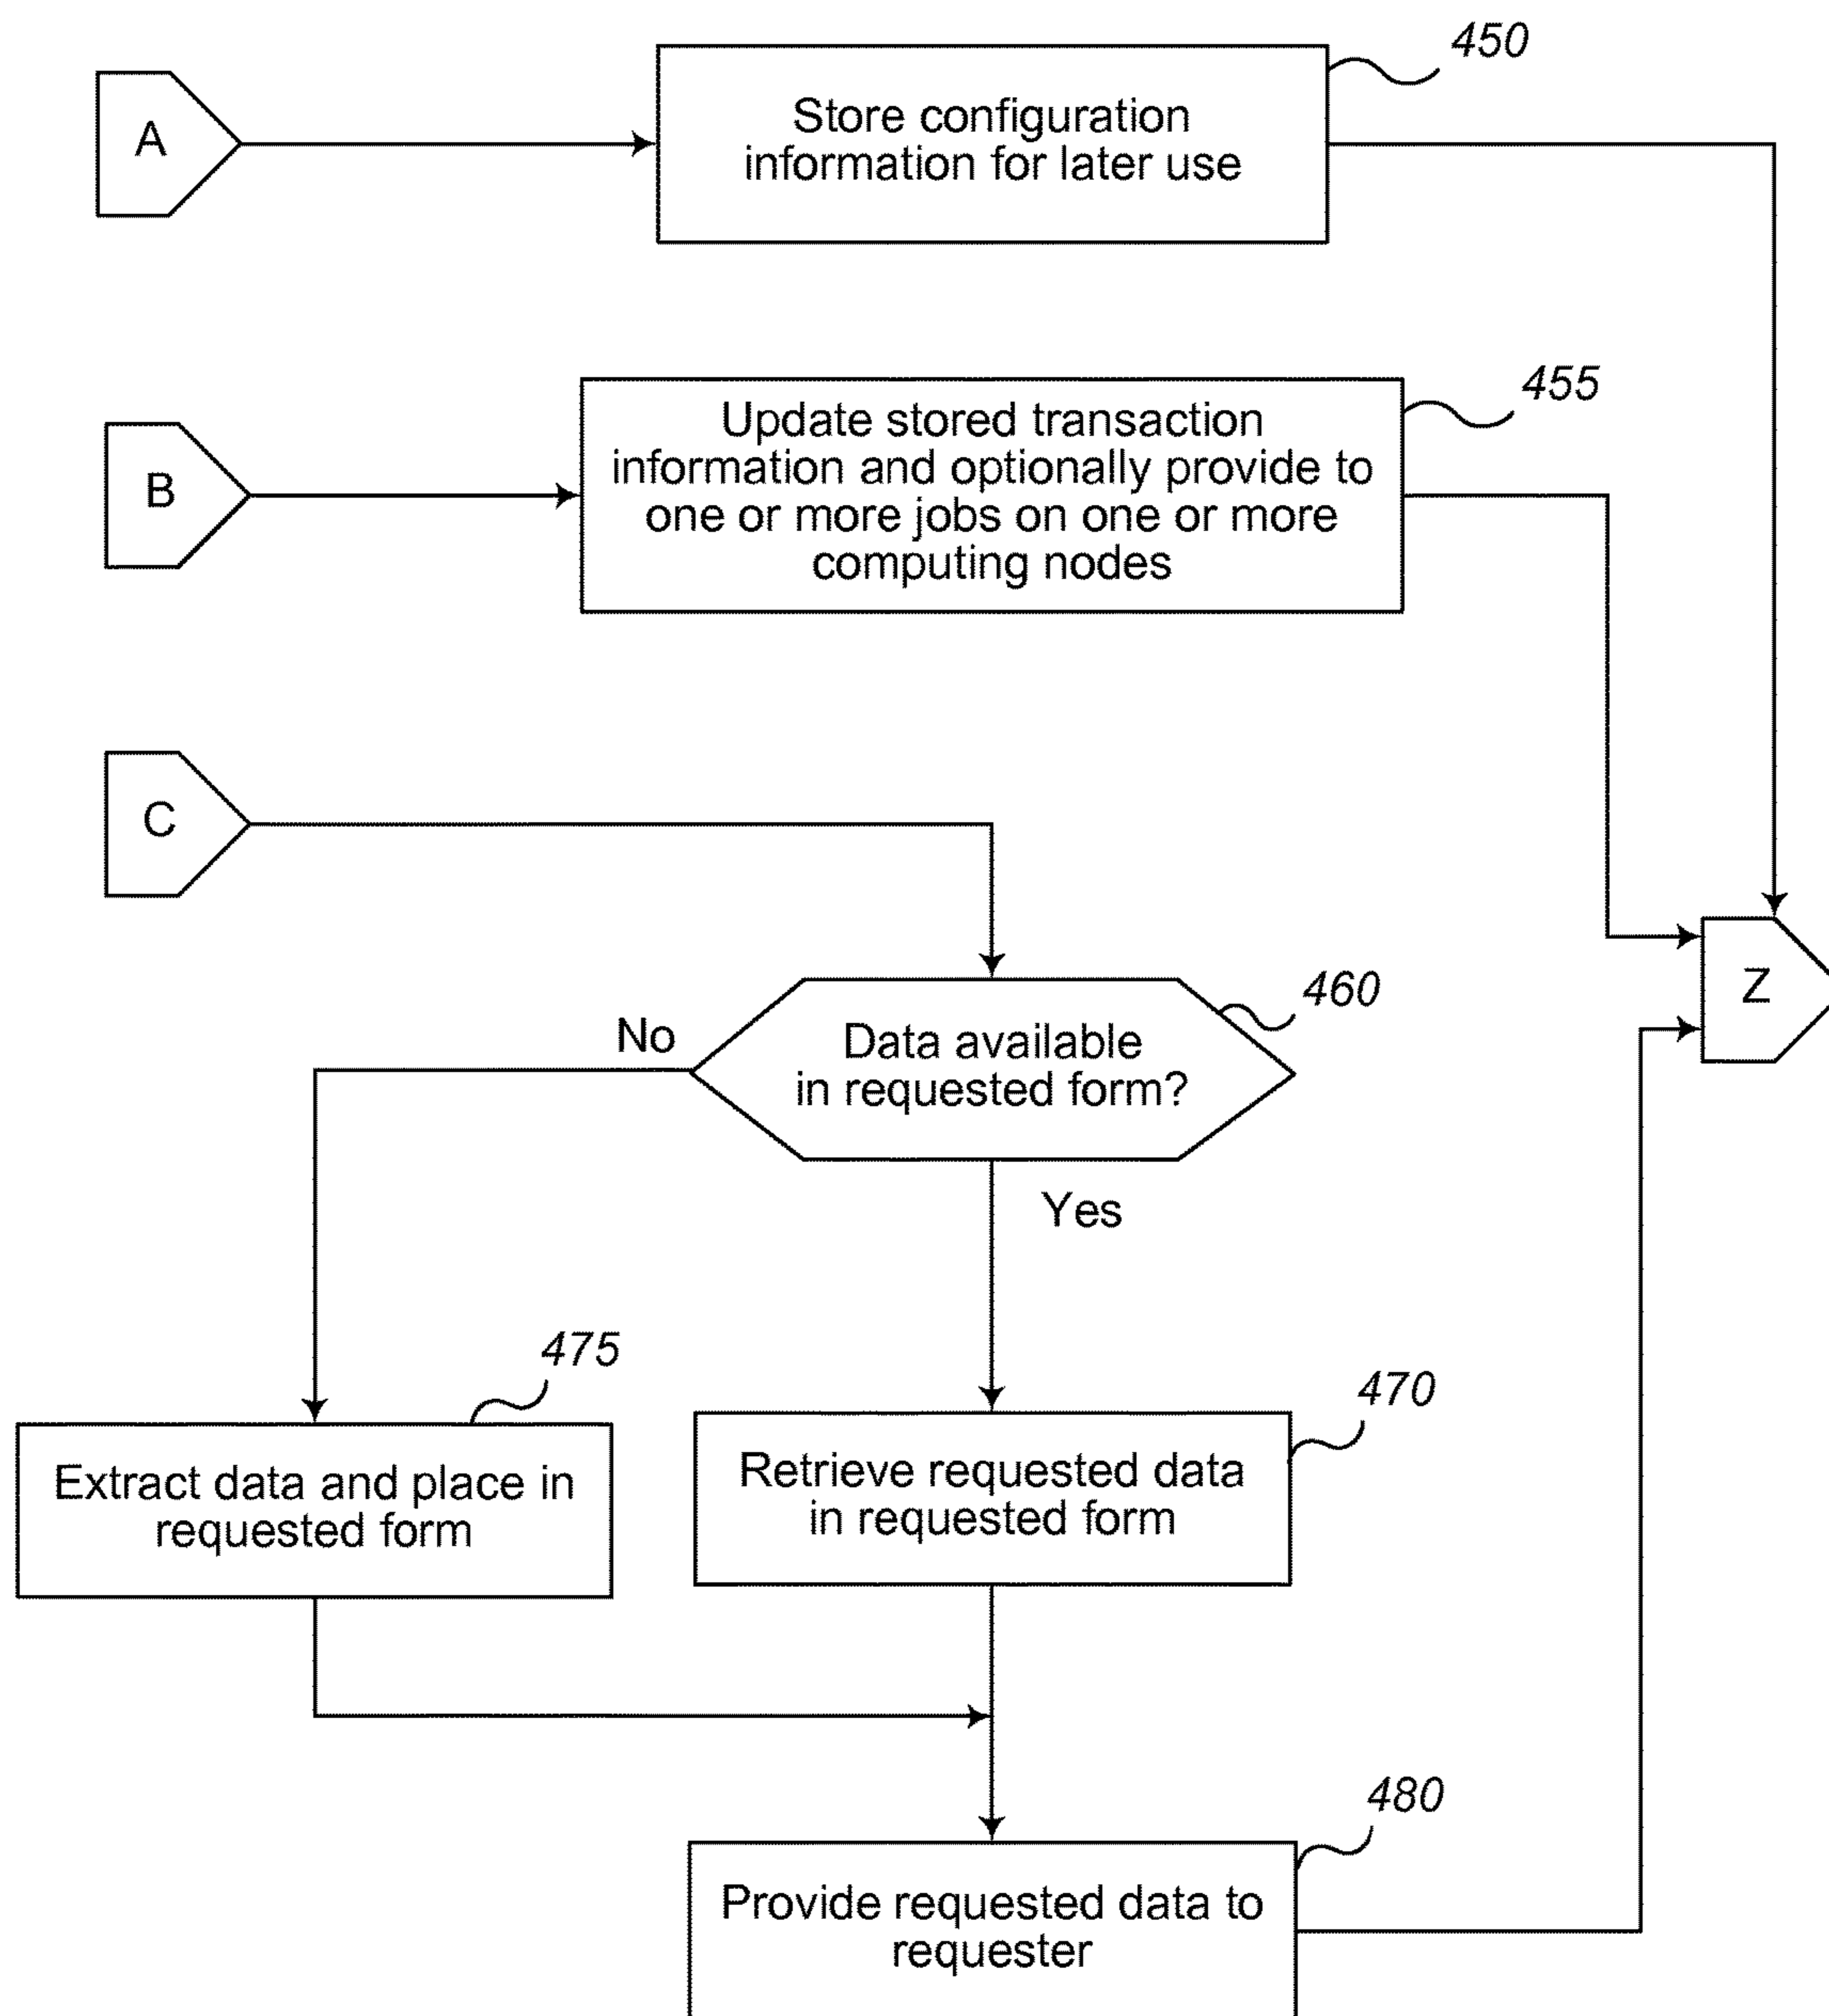 450
A
Store configuration
information for later use
455
B
Update stored transaction
information and optionally provide to
one or more jobs on one or more
computing nodes
C
Z
460
No
Data available
in requested form?
Yes
475
470
Extract data and place in
requested form
Retrieve requested data
in requested form
480
Provide requested data to
requester